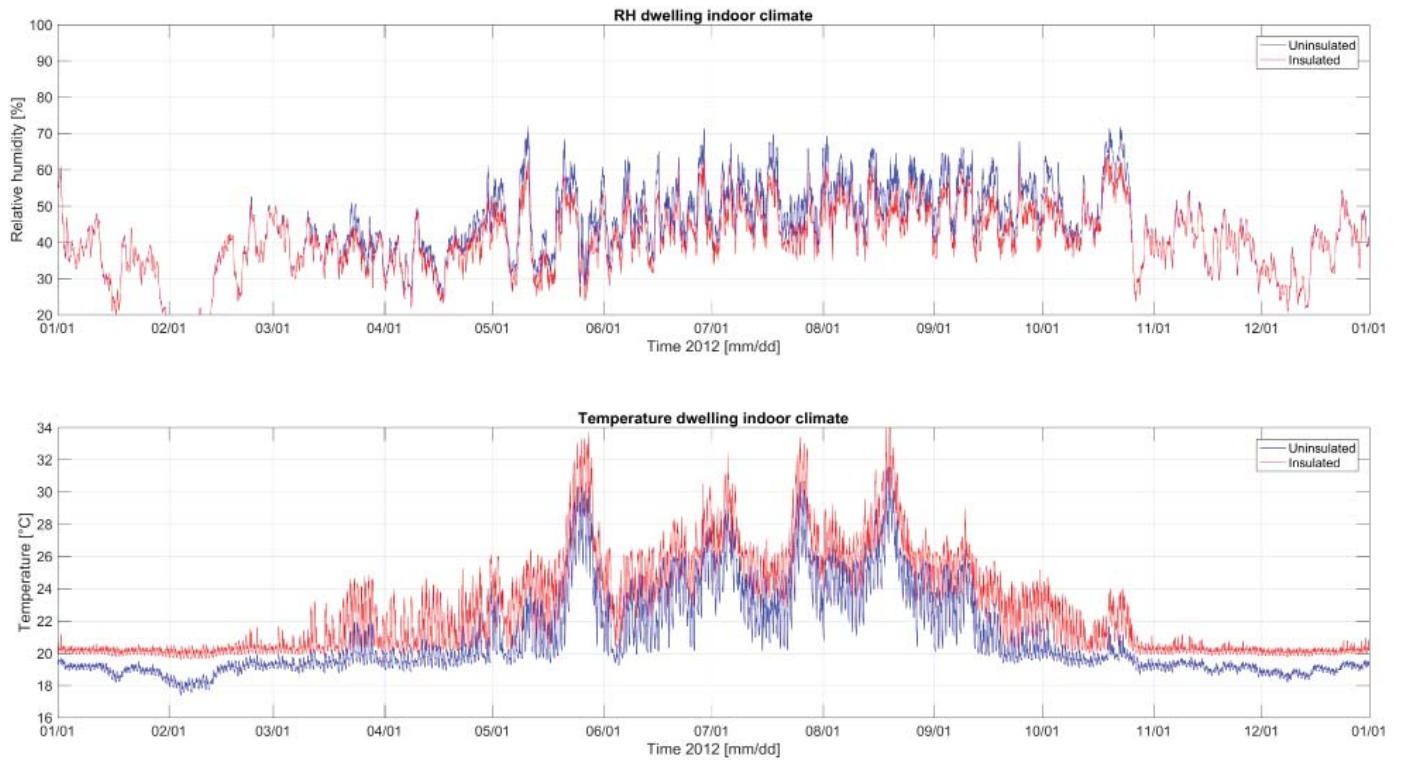 RH dwelling indoor climate
100
90
80
70
60
50
40
30
20
Relative humidity [%]
Uninsulated
Insulated
01/01 02/01 03/01 04/01 05/01 06/01 07/01 08/01 09/01 10/01 11/01 12/01 01/01
Time 2012 [mm/dd]
Temperature dwelling indoor climate
34
32
30
28
26
24
22
20
18
16
Temperature [°C]
Uninsulated
Insulated
01/01 02/01 03/01 04/01 05/01 06/01 07/01 08/01 09/01 10/01 11/01 12/01 01/01
Time 2012 [mm/dd]